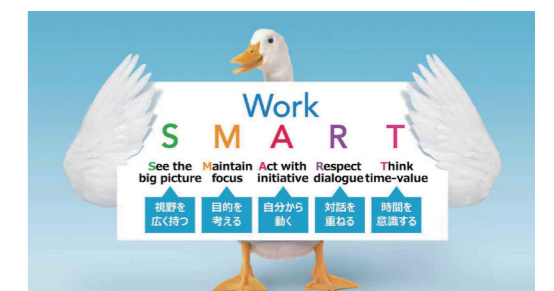 Work
S M A R T
See the big picture
Maintain focus
Act with initiative
Respect dialogue
Think time-value
視野を
広く持つ
目的を
考える
自分から
動く
対話を
重ねる
時間を
意識する